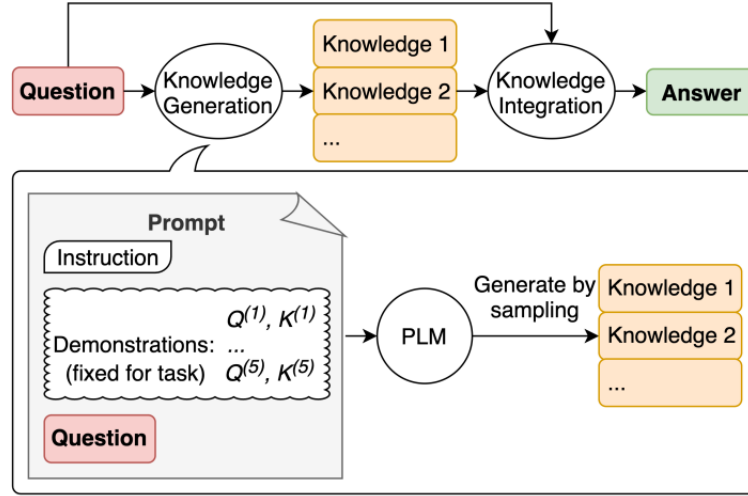 Question
Knowledge
Generation
Knowledge 1
Knowledge 2
...
Knowledge
Integration
Answer
Prompt
Instruction
Q(1), K(1)
Demonstrations: ...
(fixed for task) Q(5), K(5)
Question
PLM
Generate by
sampling
Knowledge 1
Knowledge 2
...